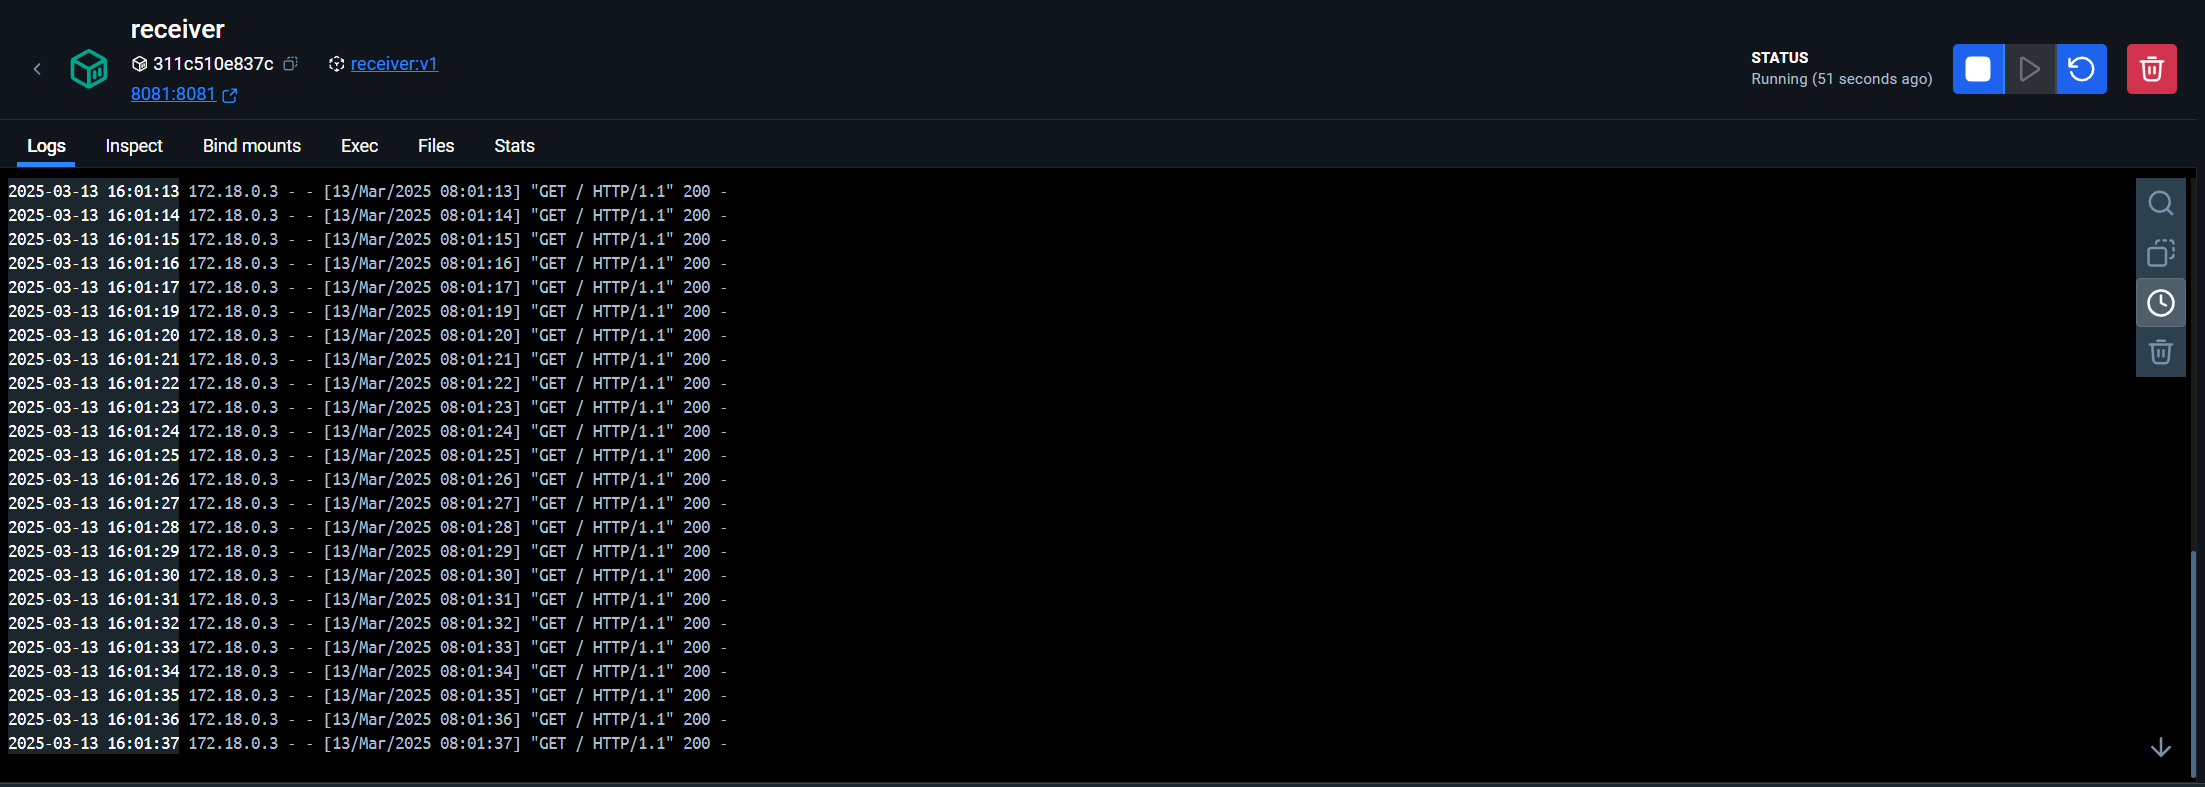 receiver
311c510e837c receiver:v1
8081:8081
STATUS
Running (51 seconds ago)
Logs Inspect Bind mounts Exec Files Stats
2025-03-13 16:01:13 172.18.0.3 - - [13/Mar/2025 08:01:13] "GET / HTTP/1.1" 200 -
2025-03-13 16:01:14 172.18.0.3 - - [13/Mar/2025 08:01:14] "GET / HTTP/1.1" 200 -
2025-03-13 16:01:15 172.18.0.3 - - [13/Mar/2025 08:01:15] "GET / HTTP/1.1" 200 -
2025-03-13 16:01:16 172.18.0.3 - - [13/Mar/2025 08:01:16] "GET / HTTP/1.1" 200 -
2025-03-13 16:01:17 172.18.0.3 - - [13/Mar/2025 08:01:17] "GET / HTTP/1.1" 200 -
2025-03-13 16:01:19 172.18.0.3 - - [13/Mar/2025 08:01:19] "GET / HTTP/1.1" 200 -
2025-03-13 16:01:20 172.18.0.3 - - [13/Mar/2025 08:01:20] "GET / HTTP/1.1" 200 -
2025-03-13 16:01:21 172.18.0.3 - - [13/Mar/2025 08:01:21] "GET / HTTP/1.1" 200 -
2025-03-13 16:01:22 172.18.0.3 - - [13/Mar/2025 08:01:22] "GET / HTTP/1.1" 200 -
2025-03-13 16:01:23 172.18.0.3 - - [13/Mar/2025 08:01:23] "GET / HTTP/1.1" 200 -
2025-03-13 16:01:24 172.18.0.3 - - [13/Mar/2025 08:01:24] "GET / HTTP/1.1" 200 -
2025-03-13 16:01:25 172.18.0.3 - - [13/Mar/2025 08:01:25] "GET / HTTP/1.1" 200 -
2025-03-13 16:01:26 172.18.0.3 - - [13/Mar/2025 08:01:26] "GET / HTTP/1.1" 200 -
2025-03-13 16:01:27 172.18.0.3 - - [13/Mar/2025 08:01:27] "GET / HTTP/1.1" 200 -
2025-03-13 16:01:28 172.18.0.3 - - [13/Mar/2025 08:01:28] "GET / HTTP/1.1" 200 -
2025-03-13 16:01:29 172.18.0.3 - - [13/Mar/2025 08:01:29] "GET / HTTP/1.1" 200 -
2025-03-13 16:01:30 172.18.0.3 - - [13/Mar/2025 08:01:30] "GET / HTTP/1.1" 200 -
2025-03-13 16:01:31 172.18.0.3 - - [13/Mar/2025 08:01:31] "GET / HTTP/1.1" 200 -
2025-03-13 16:01:32 172.18.0.3 - - [13/Mar/2025 08:01:32] "GET / HTTP/1.1" 200 -
2025-03-13 16:01:33 172.18.0.3 - - [13/Mar/2025 08:01:33] "GET / HTTP/1.1" 200 -
2025-03-13 16:01:34 172.18.0.3 - - [13/Mar/2025 08:01:34] "GET / HTTP/1.1" 200 -
2025-03-13 16:01:35 172.18.0.3 - - [13/Mar/2025 08:01:35] "GET / HTTP/1.1" 200 -
2025-03-13 16:01:36 172.18.0.3 - - [13/Mar/2025 08:01:36] "GET / HTTP/1.1" 200 -
2025-03-13 16:01:37 172.18.0.3 - - [13/Mar/2025 08:01:37] "GET / HTTP/1.1" 200 -